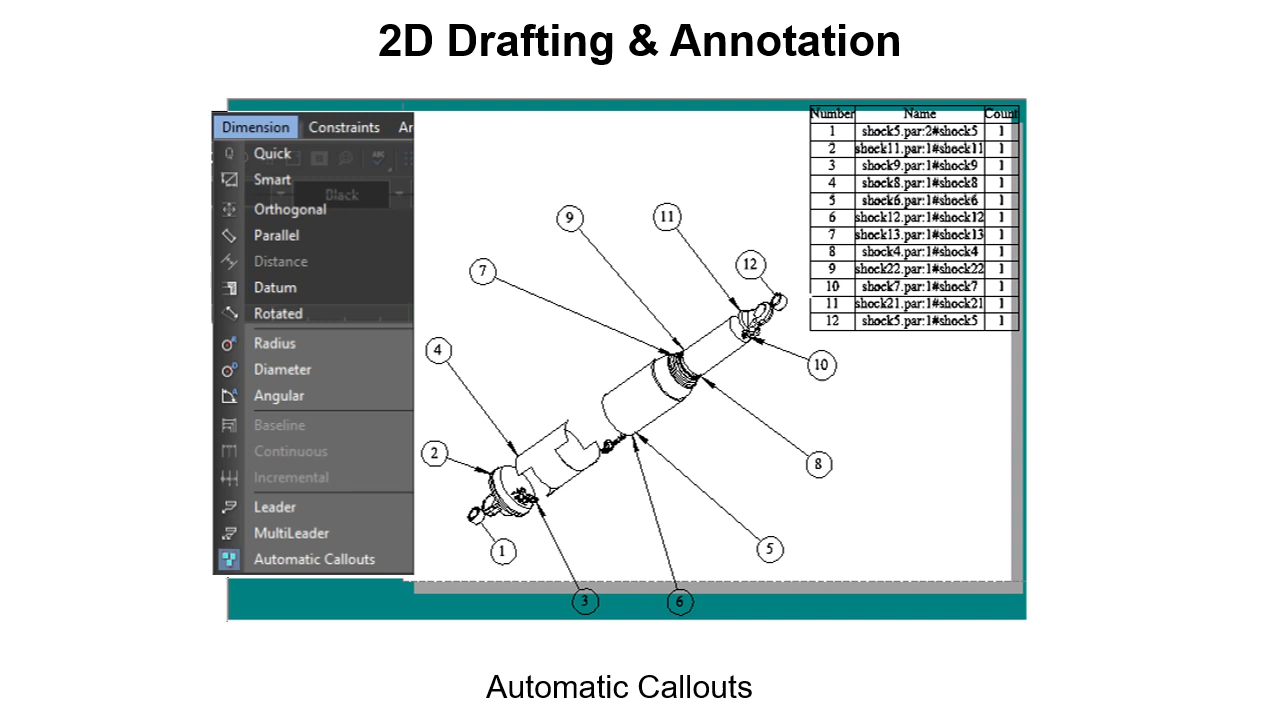 2D Drafting & Annotation
Dimension Constraints Ar
Quick
Smart
Black
Orthogonal
Parallel
Distance
Datum
Rotated
Radius
Diameter
Angular
Baseline
Continuous
Incremental
Leader
MultiLeader
Automatic Callouts
Number Name Count
1 shock5.par:2#shock5 1
2 shock11.par:1#shock11 1
3 shock9.par:1#shock9 1
4 shock8.par:1#shock8 1
5 shock6.par:1#shock6 1
6 shock12.par:1#shock12 1
7 shock13.par:1#shock13 1
8 shock4.par:1#shock4 1
9 shock22.par:1#shock22 1
10 shock7.par:1#shock7 1
11 shock21.par:1#shock21 1
12 shock5.par:1#shock5 1
9
11
12
7
4
10
2
8
1
5
3
6
Automatic Callouts